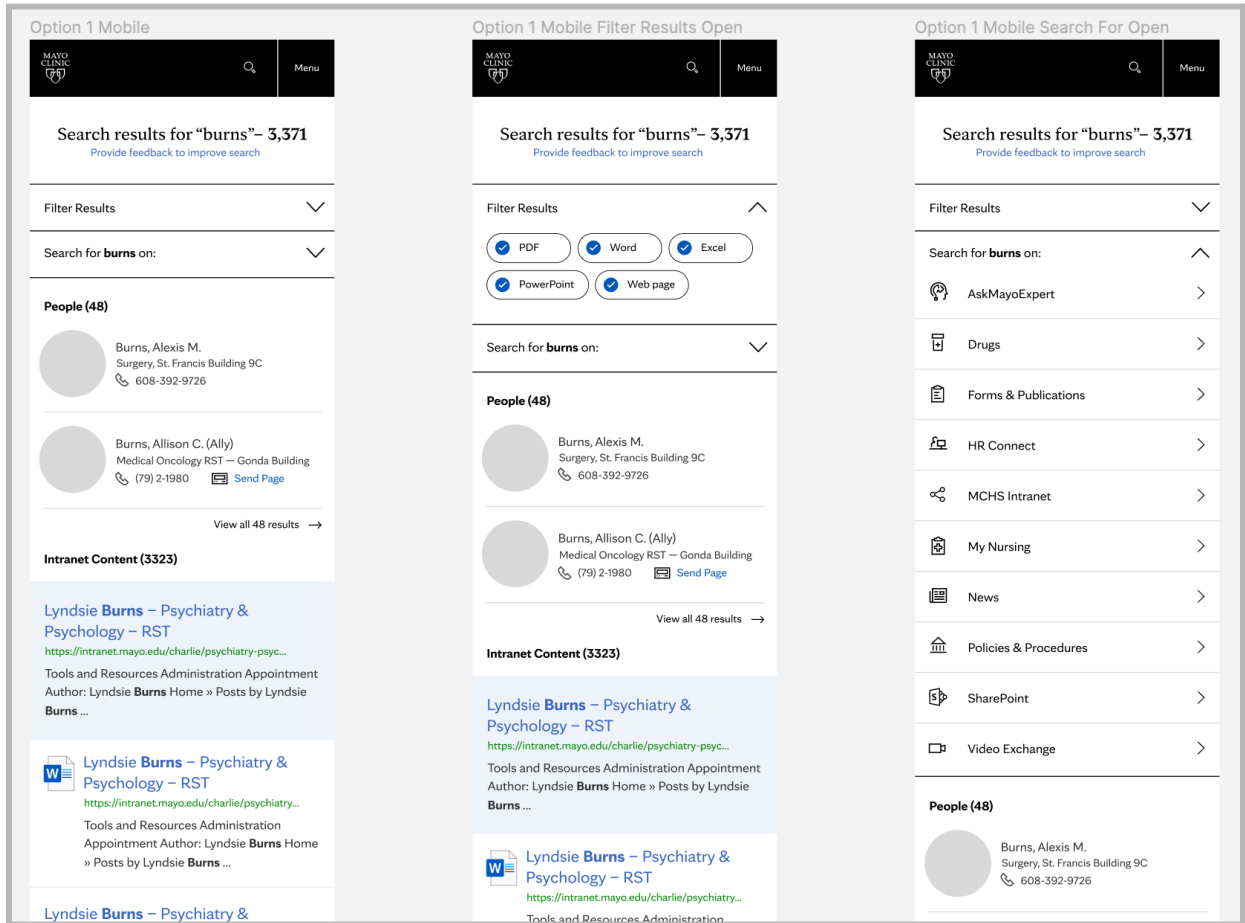 Option 1 Mobile
MAYO
CLINIC
Menu
Search results for “burns”– 3,371
Provide feedback to improve search
Filter Results
Search for burns on:
People (48)
Burns, Alexis M.
Surgery, St. Francis Building 9C
608-392-9726
Burns, Allison C. (Ally)
Medical Oncology RST — Gonda Building
(79) 2-1980 Send Page
View all 48 results →
Intranet Content (3323)
Lyndsie Burns – Psychiatry &
Psychology – RST
https://intranet.mayo.edu/charlie/psychiatry-psyc...
Tools and Resources Administration Appointment
Author: Lyndsie Burns Home » Posts by Lyndsie
Burns ...
W
Lyndsie Burns – Psychiatry &
Psychology – RST
https://intranet.mayo.edu/charlie/psychiatry...
Tools and Resources Administration
Appointment Author: Lyndsie Burns Home
» Posts by Lyndsie Burns ...
Lyndsie Burns – Psychiatry &
Option 1 Mobile Filter Results Open
MAYO
CLINIC
Menu
Search results for “burns”– 3,371
Provide feedback to improve search
Filter Results
PDF Word Excel
PowerPoint Web page
Search for burns on:
People (48)
Burns, Alexis M.
Surgery, St. Francis Building 9C
608-392-9726
Burns, Allison C. (Ally)
Medical Oncology RST — Gonda Building
(79) 2-1980 Send Page
View all 48 results →
Intranet Content (3323)
Lyndsie Burns – Psychiatry &
Psychology – RST
https://intranet.mayo.edu/charlie/psychiatry-psyc...
Tools and Resources Administration Appointment
Author: Lyndsie Burns Home » Posts by Lyndsie
Burns ...
W
Lyndsie Burns – Psychiatry &
Psychology – RST
https://intranet.mayo.edu/charlie/psychiatry...
Tools and Resources Administration
Option 1 Mobile Search For Open
MAYO
CLINIC
Menu
Search results for “burns”– 3,371
Provide feedback to improve search
Filter Results
Search for burns on:
AskMayoExpert
Drugs
Forms & Publications
HR Connect
MCHS Intranet
My Nursing
News
Policies & Procedures
S
SharePoint
Video Exchange
People (48)
Burns, Alexis M.
Surgery, St. Francis Building 9C
608-392-9726